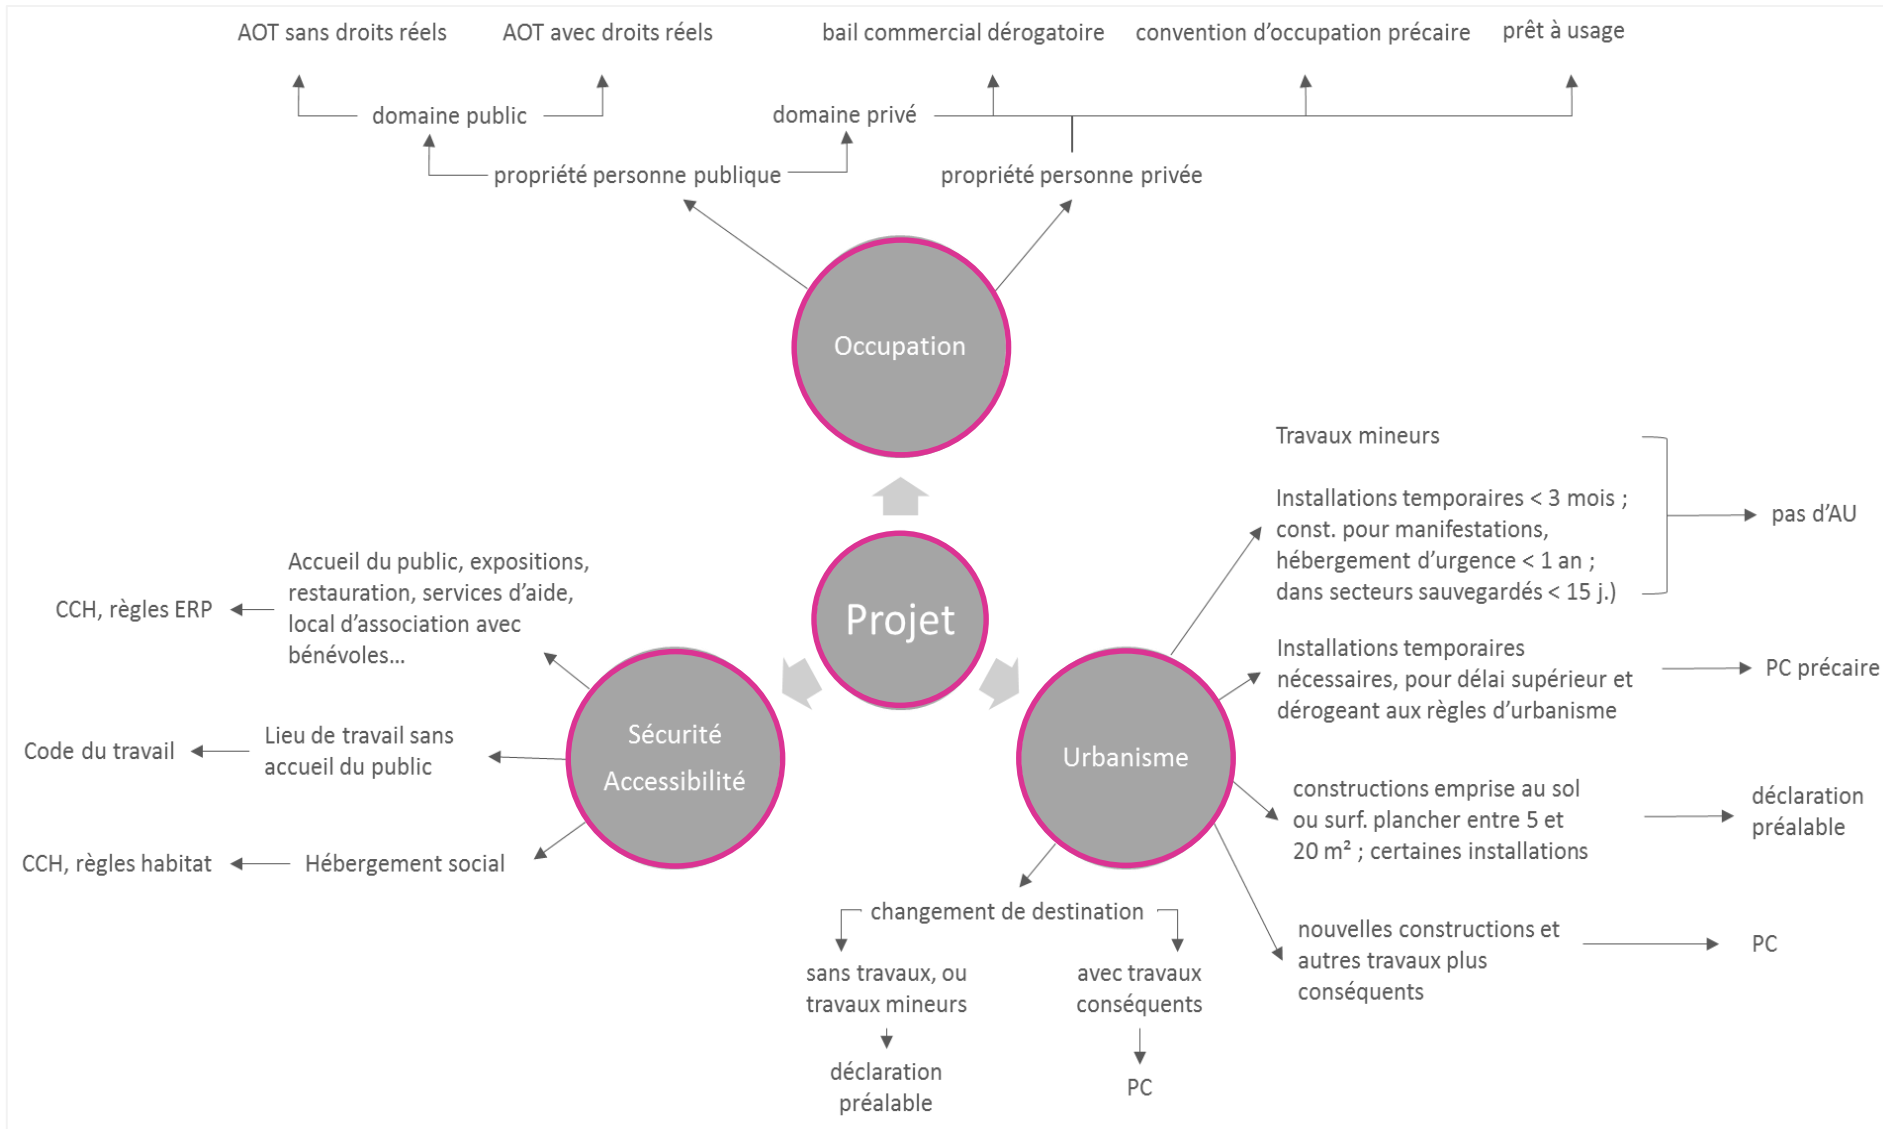 AOT sans droits réels
AOT avec droits réels
bail commercial dérogatoire
convention d’occupation précaire
prêt à usage
domaine public
domaine privé
propriété personne publique
propriété personne privée
Occupation
Projet
Travaux mineurs
Installations temporaires < 3 mois ;
const. pour manifestations,
hébergement d’urgence < 1 an ;
dans secteurs sauvegardés < 15 j.)
pas d’AU
Installations temporaires
nécessaires, pour délai supérieur et
dérogeant aux règles d’urbanisme
PC précaire
Urbanisme
constructions emprise au sol
ou surf. plancher entre 5 et
20 m² ; certaines installations
déclaration
préalable
nouvelles constructions et
autres travaux plus
conséquents
PC
changement de destination
sans travaux, ou
travaux mineurs
déclaration
préalable
avec travaux
conséquents
PC
Sécurité
Accessibilité
Accueil du public, expositions,
restauration, services d’aide,
local d’association avec
bénévoles...
CCH, règles ERP
Lieu de travail sans
accueil du public
Code du travail
Hébergement social
CCH, règles habitat